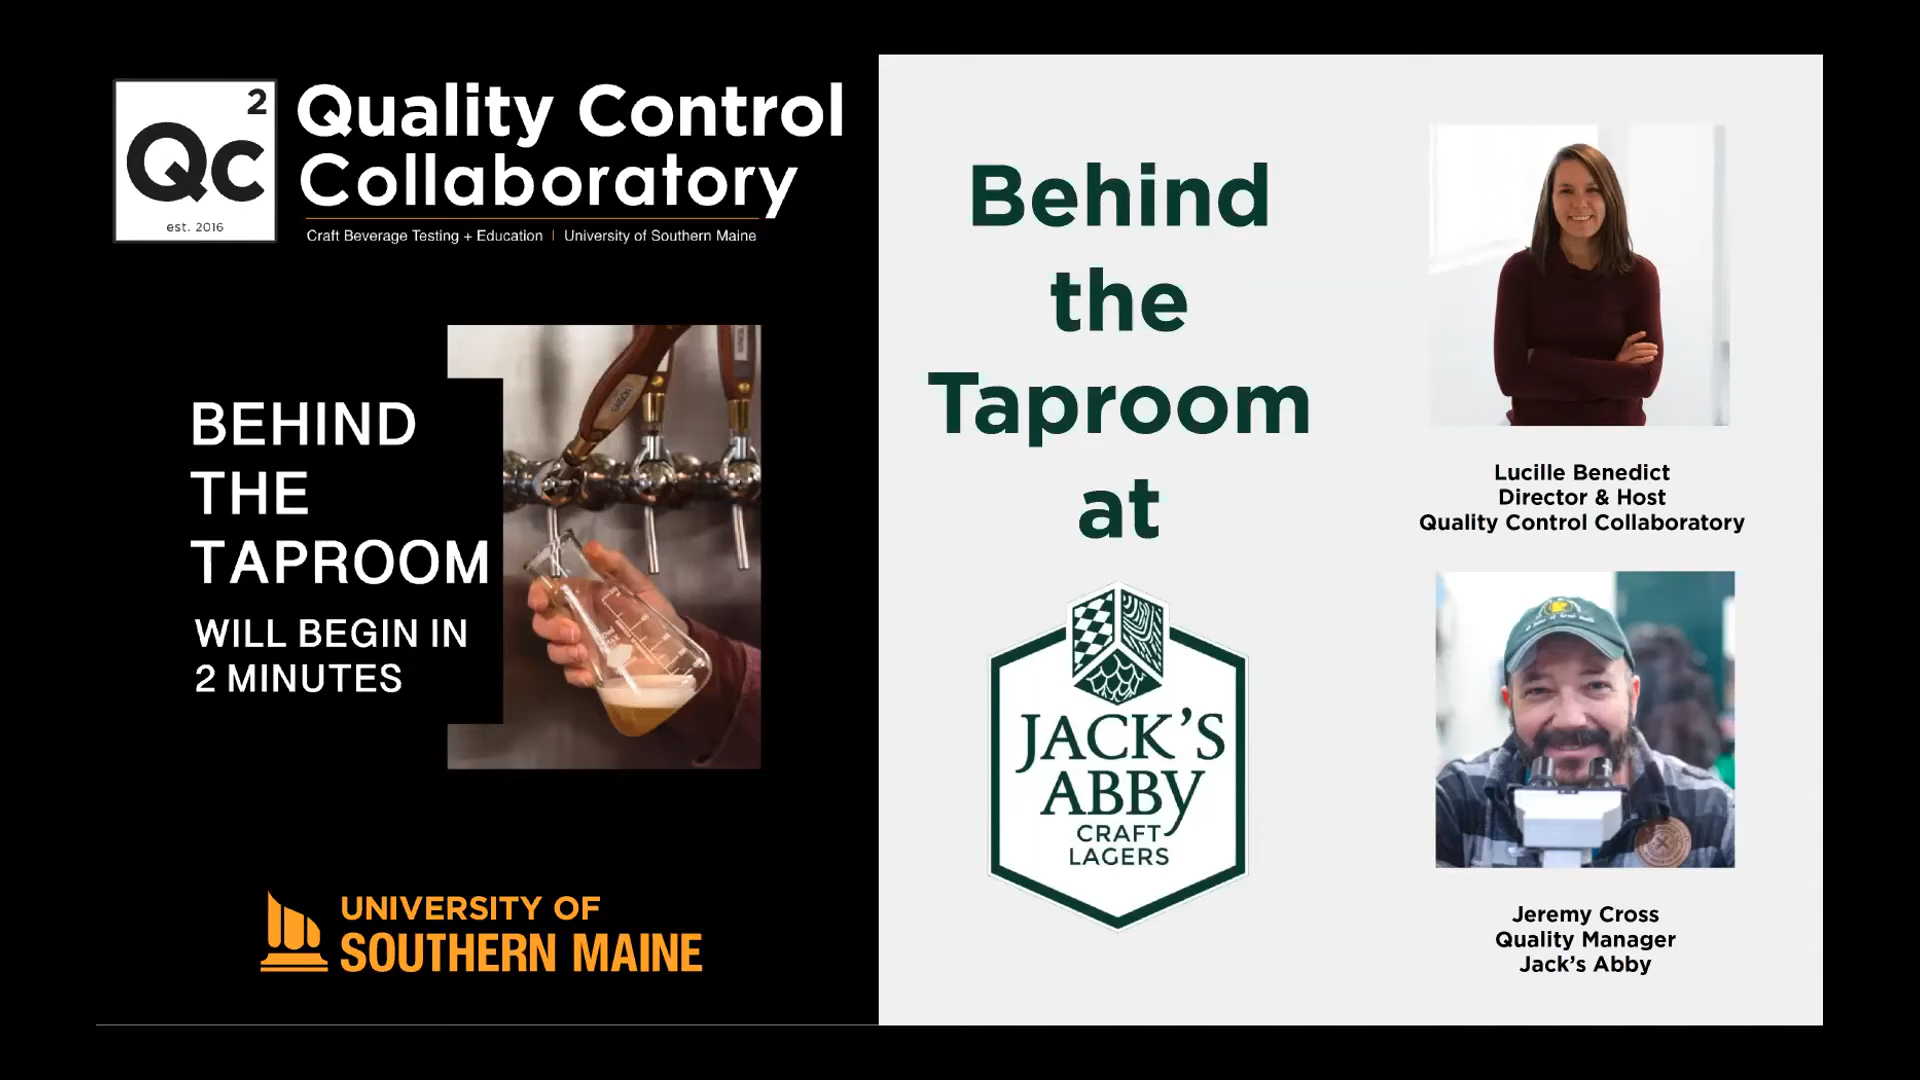 2
Qc
est. 2016
Quality Control
Collaboratory
Craft Beverage Testing + Education | University of Southern Maine
BEHIND
THE
TAPROOM
WILL BEGIN IN
2 MINUTES
SAISON
UNIVERSITY OF
SOUTHERN MAINE
Behind
the
Taproom
at
JACK'S
ABBY
CRAFT
LAGERS
Lucille Benedict
Director & Host
Quality Control Collaboratory
Jeremy Cross
Quality Manager
Jack's Abby